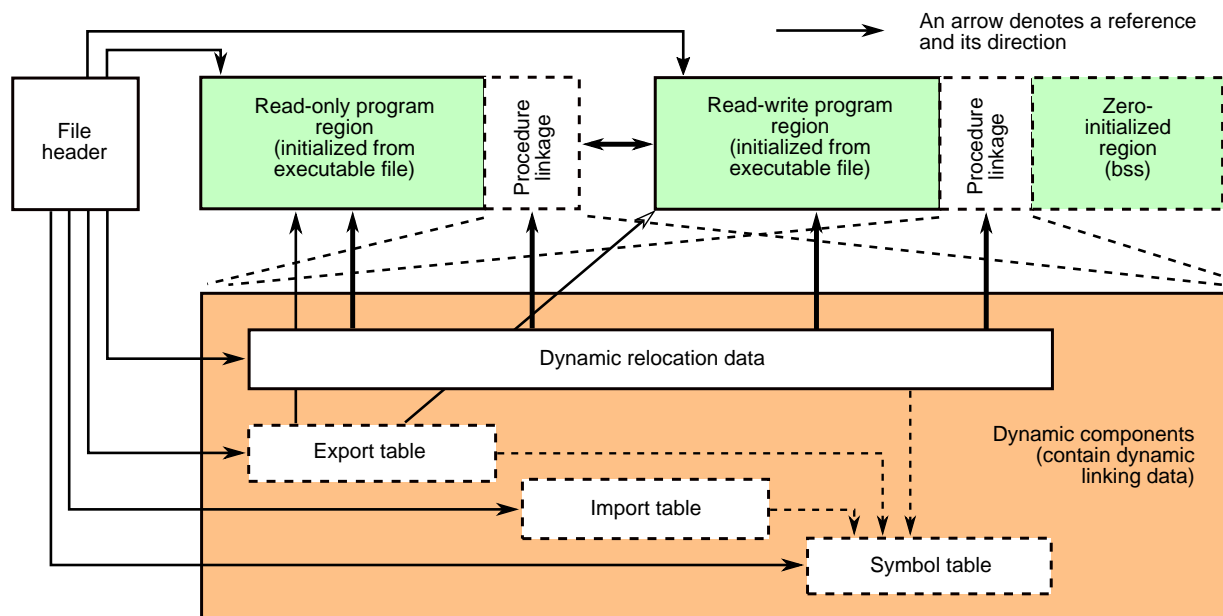 An arrow denotes a reference
and its direction
File
header
Read-only program
region
(initialized from
executable file)
Procedure
linkage
Read-write program
region
(initialized from
executable file)
Procedure
linkage
Zero-
initialized
region
(bss)
Dynamic relocation data
Export table
Dynamic components
(contain dynamic
linking data)
Import table
Symbol table